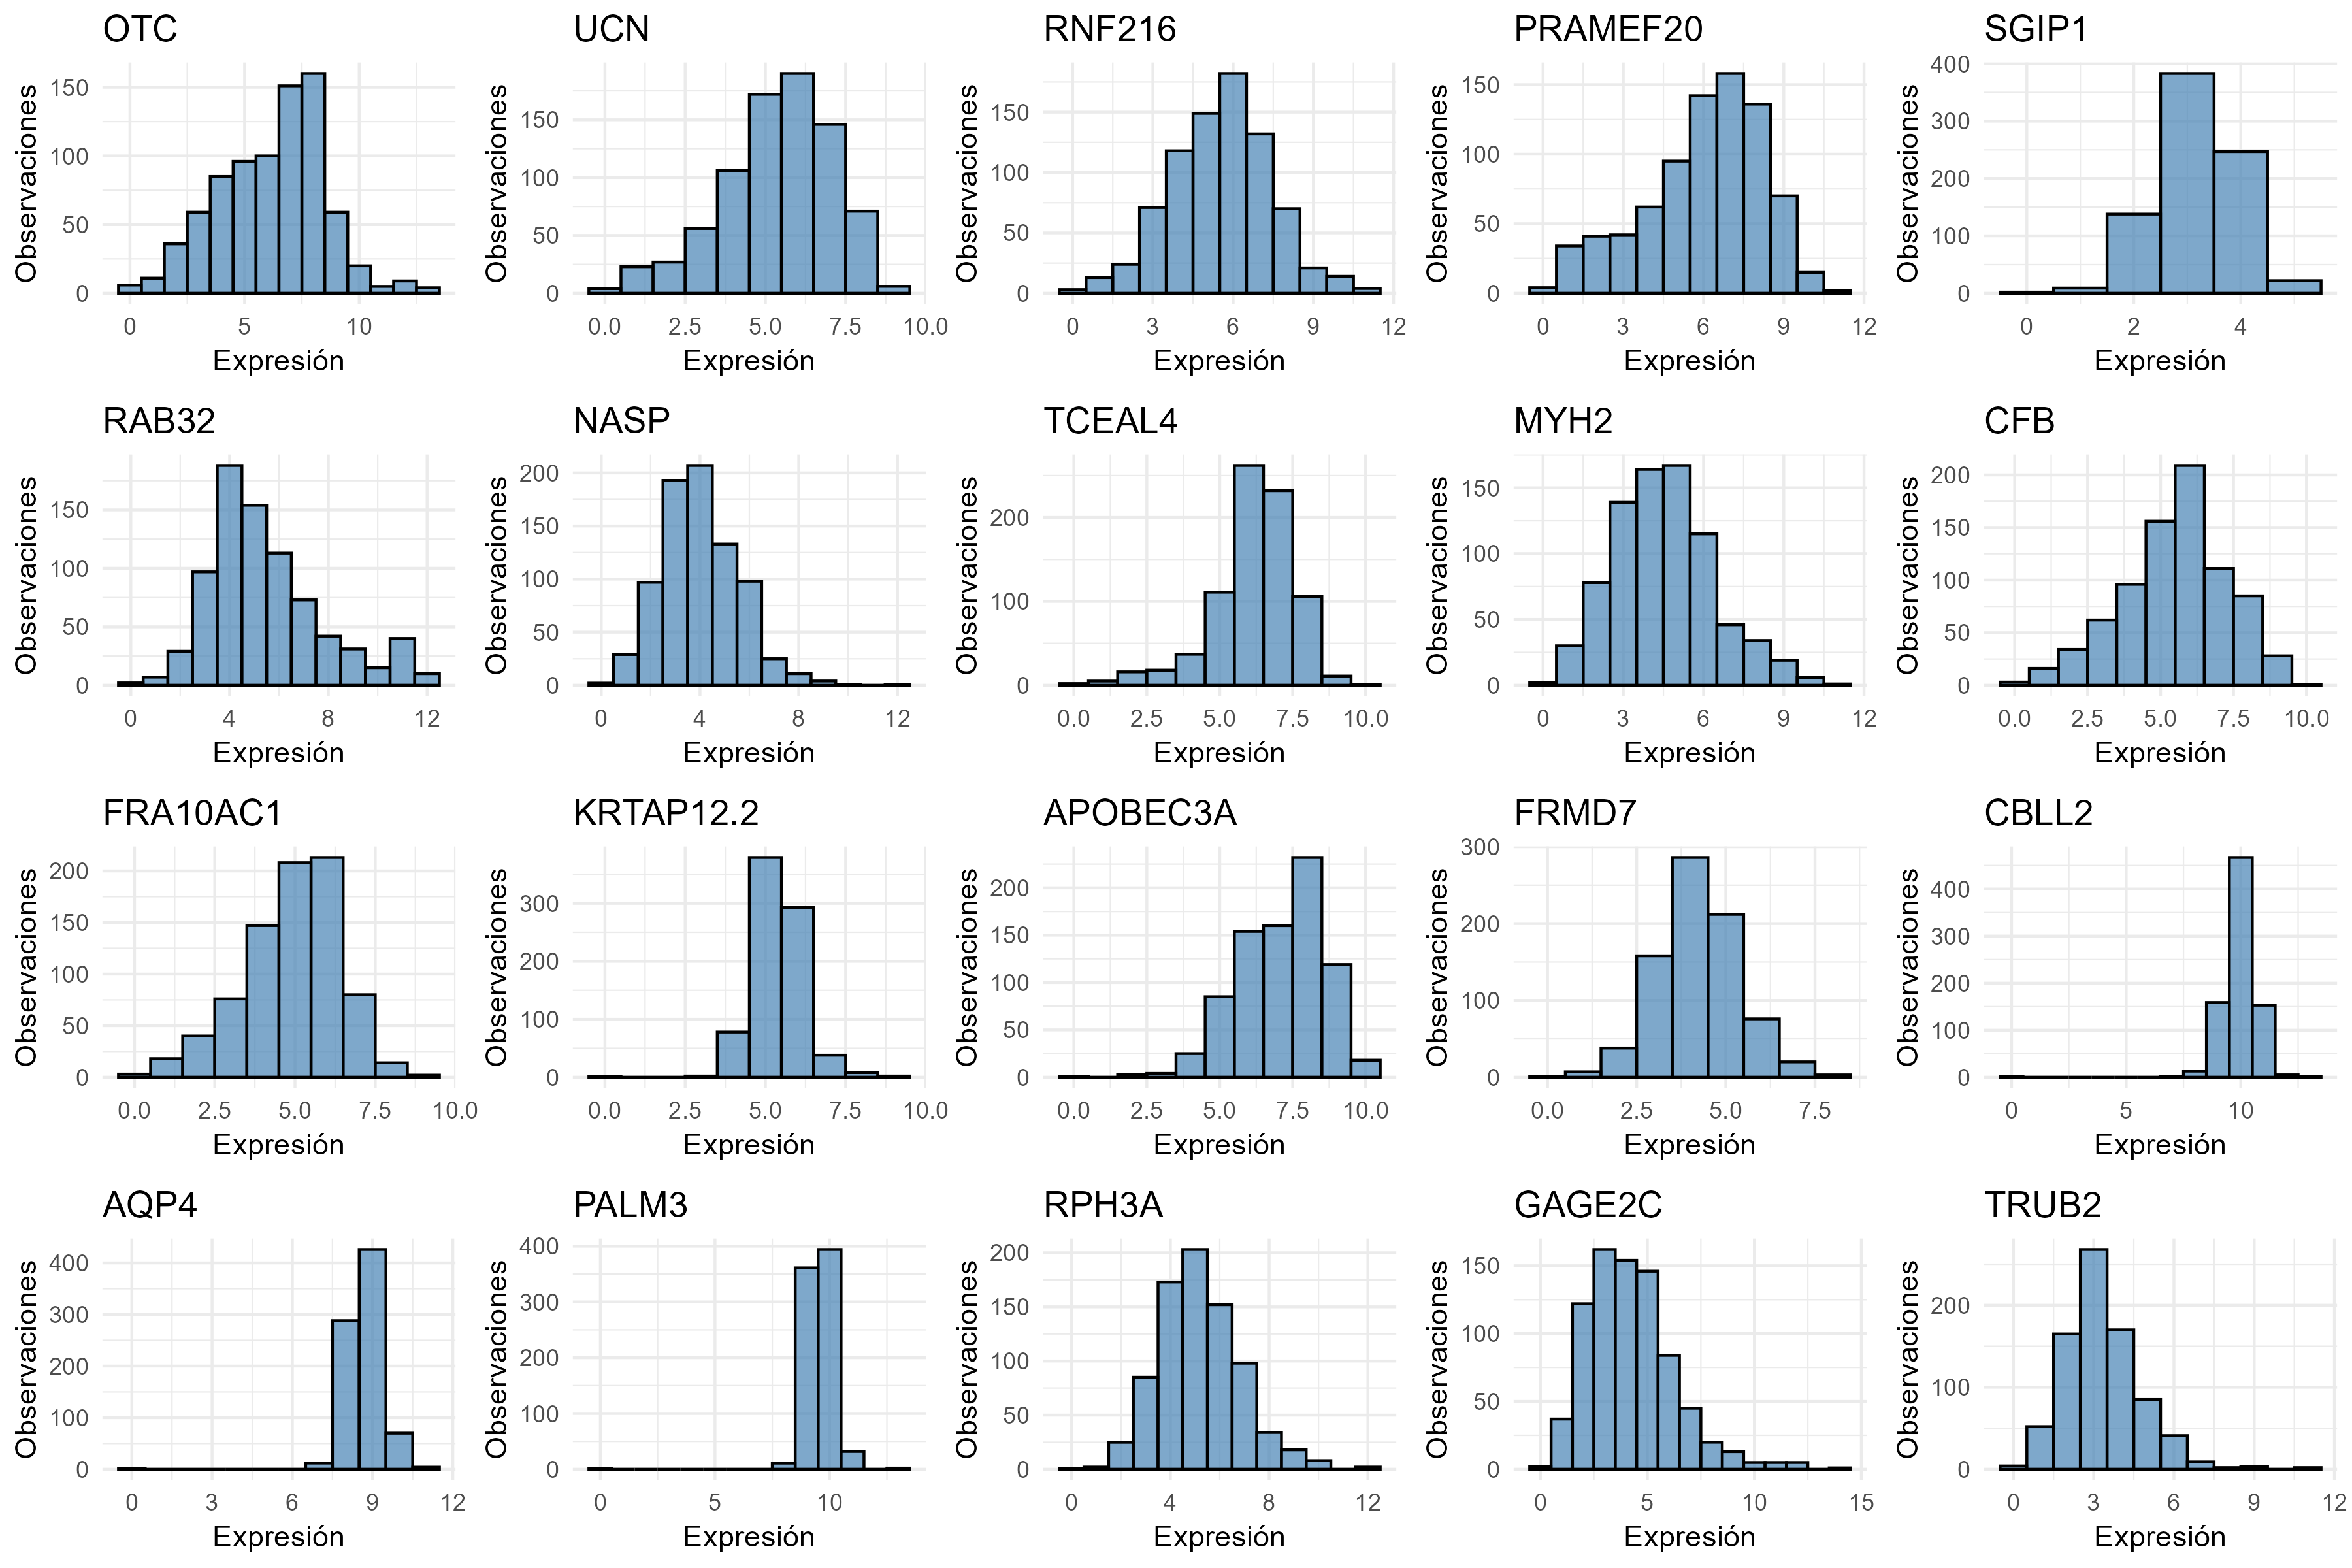 OTC UCN RNF216 PRAMEF20 SGIP1
Observaciones Observaciones Observaciones Observaciones Observaciones
150 100 50 0
150 100 50 0
150 100 50 0
150 100 50 0
400 300 200 100 0
0 5 10
0.0 2.5 5.0 7.5 10.0
0 3 6 9 12
0 3 6 9 12
0 2 4
Expresión Expresión Expresión Expresión Expresión
RAB32 NASP TCEAL4 MYH2 CFB
Observaciones Observaciones Observaciones Observaciones Observaciones
150 100 50 0
200 150 100 50 0
200 100 0
150 100 50 0
200 150 100 50 0
0 4 8 12
0 4 8 12
0.0 2.5 5.0 7.5 10.0
0 3 6 9 12
0.0 2.5 5.0 7.5 10.0
Expresión Expresión Expresión Expresión Expresión
FRA10AC1 KRTAP12.2 APOBEC3A FRMD7 CBLL2
Observaciones Observaciones Observaciones Observaciones Observaciones
200 150 100 50 0
300 200 100 0
200 150 100 50 0
300 200 100 0
400 300 200 100 0
0.0 2.5 5.0 7.5 10.0
0.0 2.5 5.0 7.5 10.0
0.0 2.5 5.0 7.5 10.0
0.0 2.5 5.0 7.5
0 5 10
Expresión Expresión Expresión Expresión Expresión
AQP4 PALM3 RPH3A GAGE2C TRUB2
Observaciones Observaciones Observaciones Observaciones Observaciones
400 300 200 100 0
400 300 200 100 0
200 150 100 50 0
150 100 50 0
200 100 0
0 3 6 9 12
0 5 10
0 4 8 12
0 5 10 15
0 3 6 9 12
Expresión Expresión Expresión Expresión Expresión